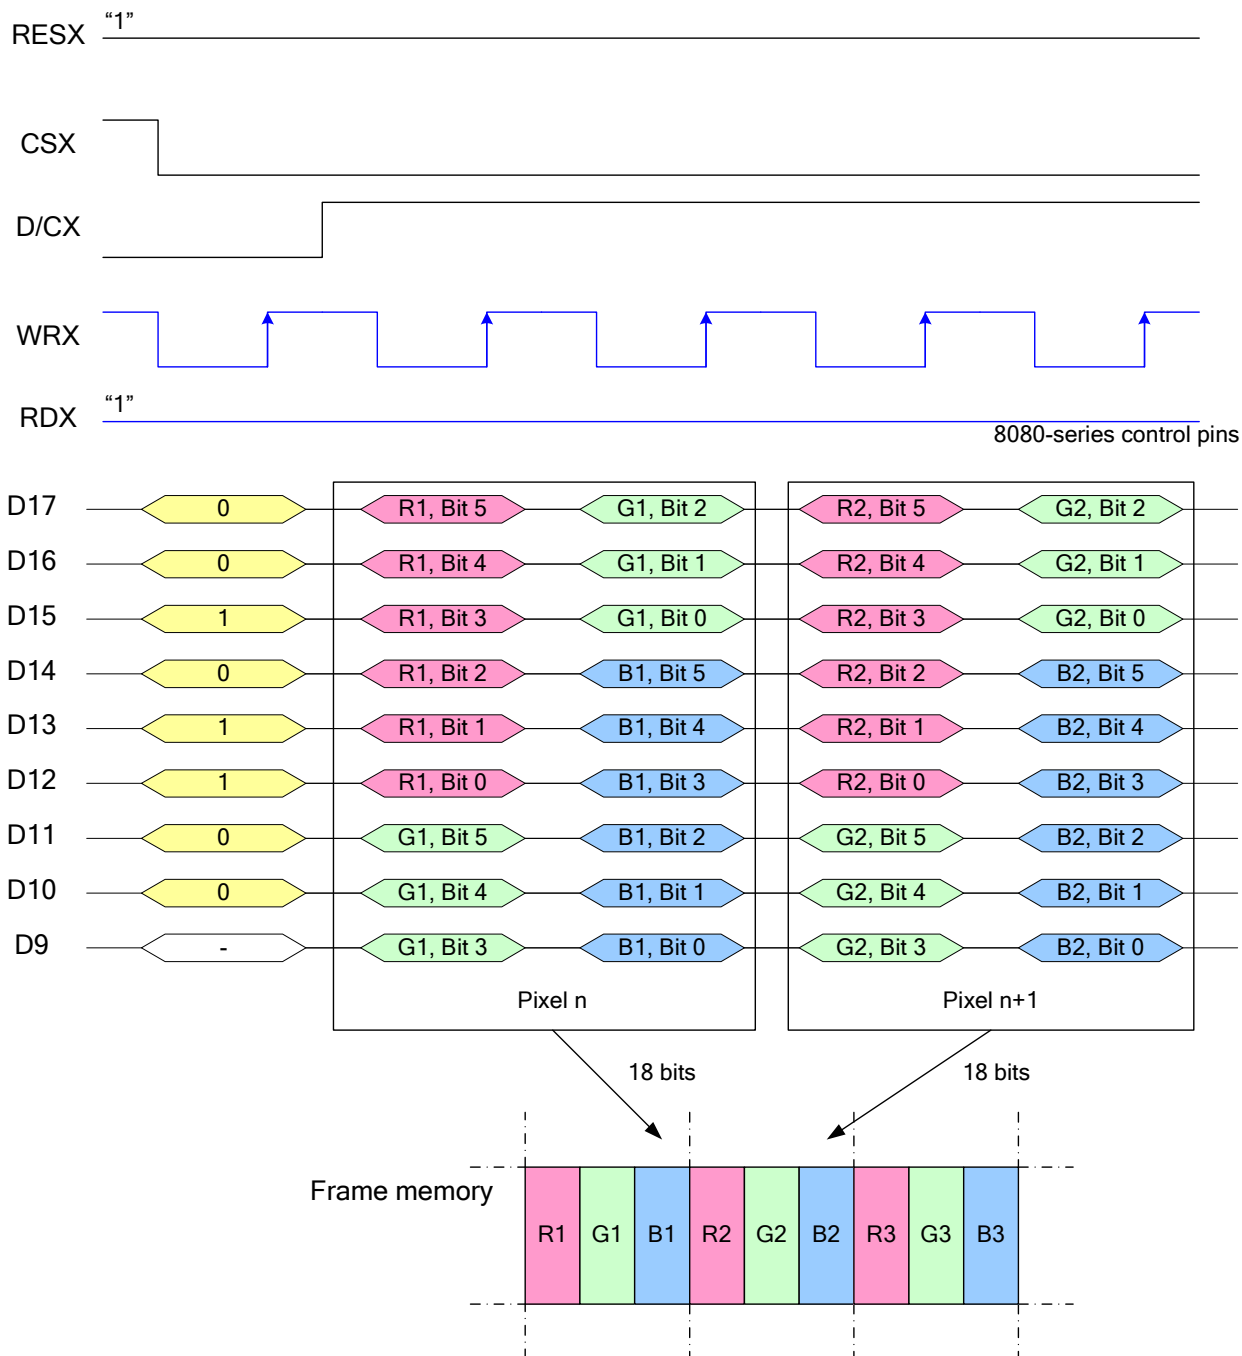 RESX “1”
CSX
D/CX
WRX
RDX “1”
8080-series control pins
D17 0 R1, Bit 5 G1, Bit 2 R2, Bit 5 G2, Bit 2
D16 0 R1, Bit 4 G1, Bit 1 R2, Bit 4 G2, Bit 1
D15 1 R1, Bit 3 G1, Bit 0 R2, Bit 3 G2, Bit 0
D14 0 R1, Bit 2 B1, Bit 5 R2, Bit 2 B2, Bit 5
D13 1 R1, Bit 1 B1, Bit 4 R2, Bit 1 B2, Bit 4
D12 1 R1, Bit 0 B1, Bit 3 R2, Bit 0 B2, Bit 3
D11 0 G1, Bit 5 B1, Bit 2 G2, Bit 5 B2, Bit 2
D10 0 G1, Bit 4 B1, Bit 1 G2, Bit 4 B2, Bit 1
D9 - G1, Bit 3 B1, Bit 0 G2, Bit 3 B2, Bit 0
Pixel n Pixel n+1
18 bits 18 bits
Frame memory
R1 G1 B1 R2 G2 B2 R3 G3 B3